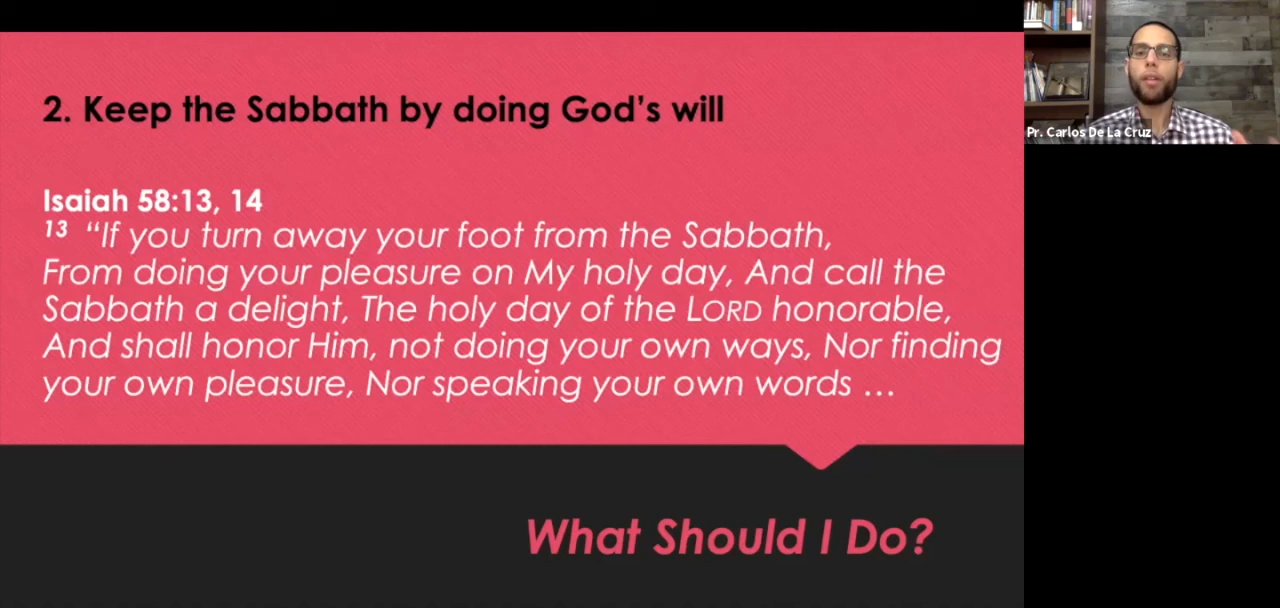 2. Keep the Sabbath by doing God's will
Isaiah 58:13, 14
13 “If you turn away your foot from the Sabbath,
From doing your pleasure on My holy day, And call the
Sabbath a delight, The holy day of the LORD honorable,
And shall honor Him, not doing your own ways, Nor finding
your own pleasure, Nor speaking your own words …
What Should I Do?
Pr. Carlos De La Cruz